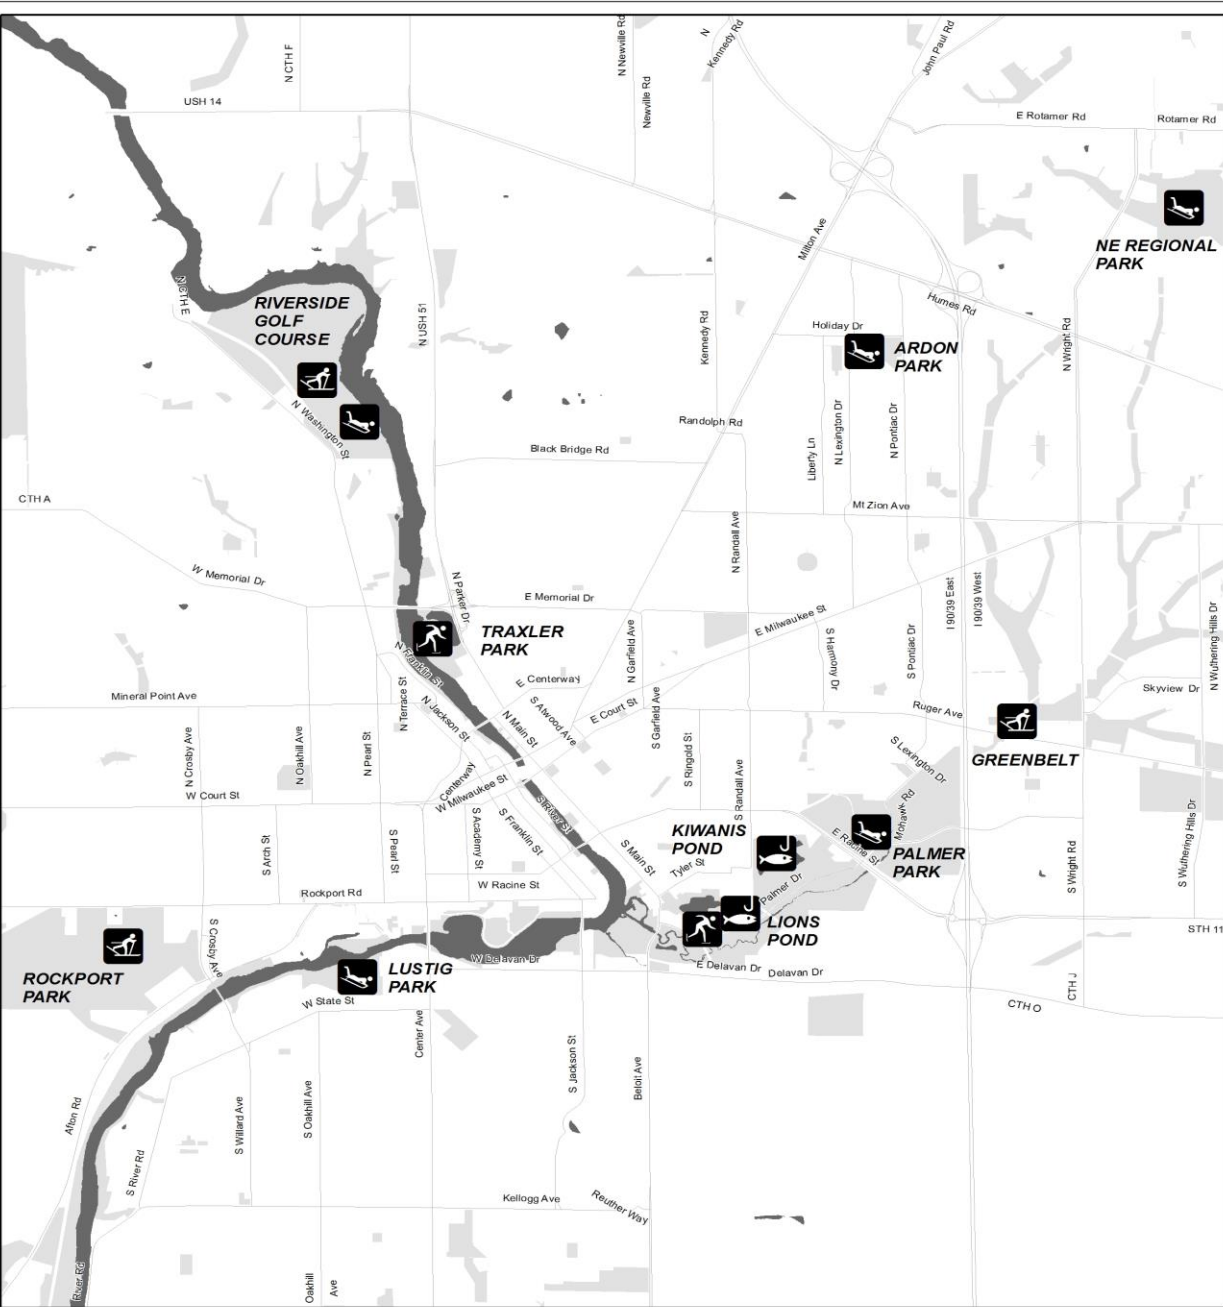 N Newville Rd
N
Kennedy Rd
John Paul Rd
N CTH F
USH 14
Newville Rd
E Rotamer Rd
Rotamer Rd
Milton Ave
NE REGIONAL
PARK
N CTH E
RIVERSIDE
GOLF
COURSE
N USH 51
Kennedy Rd
Humes Rd
Holiday Dr
ARDON
PARK
N Wright Rd
N Washington St
Randolph Rd
Black Bridge Rd
Liberty Ln
N Lexington Dr
N Pontiac Dr
CTH A
Mt Zion Ave
N Randall Ave
W Memorial Dr
N Parker Dr
E Memorial Dr
E Milwaukee St
I 90/39 East
I 90/39 West
N Wuthering Hills Dr
TRAXLER
PARK
N Franklin St
N Garfield Ave
S Harmony Dr
S Pontiac Dr
Mineral Point Ave
N Terrace St
N Jackson St
E Centerway
N Main St
S Atwood Ave
E Court St
S Garfield Ave
Skyview Dr
Ruger Ave
N Crosby Ave
N Oakhill Ave
N Pearl St
S Ringold St
S Lexington Dr
GREENBELT
W Court St
Centerway
W Milwaukee St
S River St
S Randall Ave
Mohawk Rd
S Arch St
S Pearl St
S Academy St
S Franklin St
S Main St
KIWANIS
POND
E Racine St
PALMER
PARK
S Wright Rd
S Wuthering Hills Dr
Tyler St
W Racine St
Rockport Rd
Palmer Dr
LIONS
POND
S Crosby Ave
STH 11
ROCKPORT
PARK
W Delavan Dr
E Delavan Dr
Delavan Dr
LUSTIG
PARK
W State St
CTH J
CTH O
Center Ave
S Jackson St
Beloit Ave
Afton Rd
S Willard Ave
S Oakhill Ave
S River Rd
Kellogg Ave
Reuther Way
River Rd
Oakhill
Ave